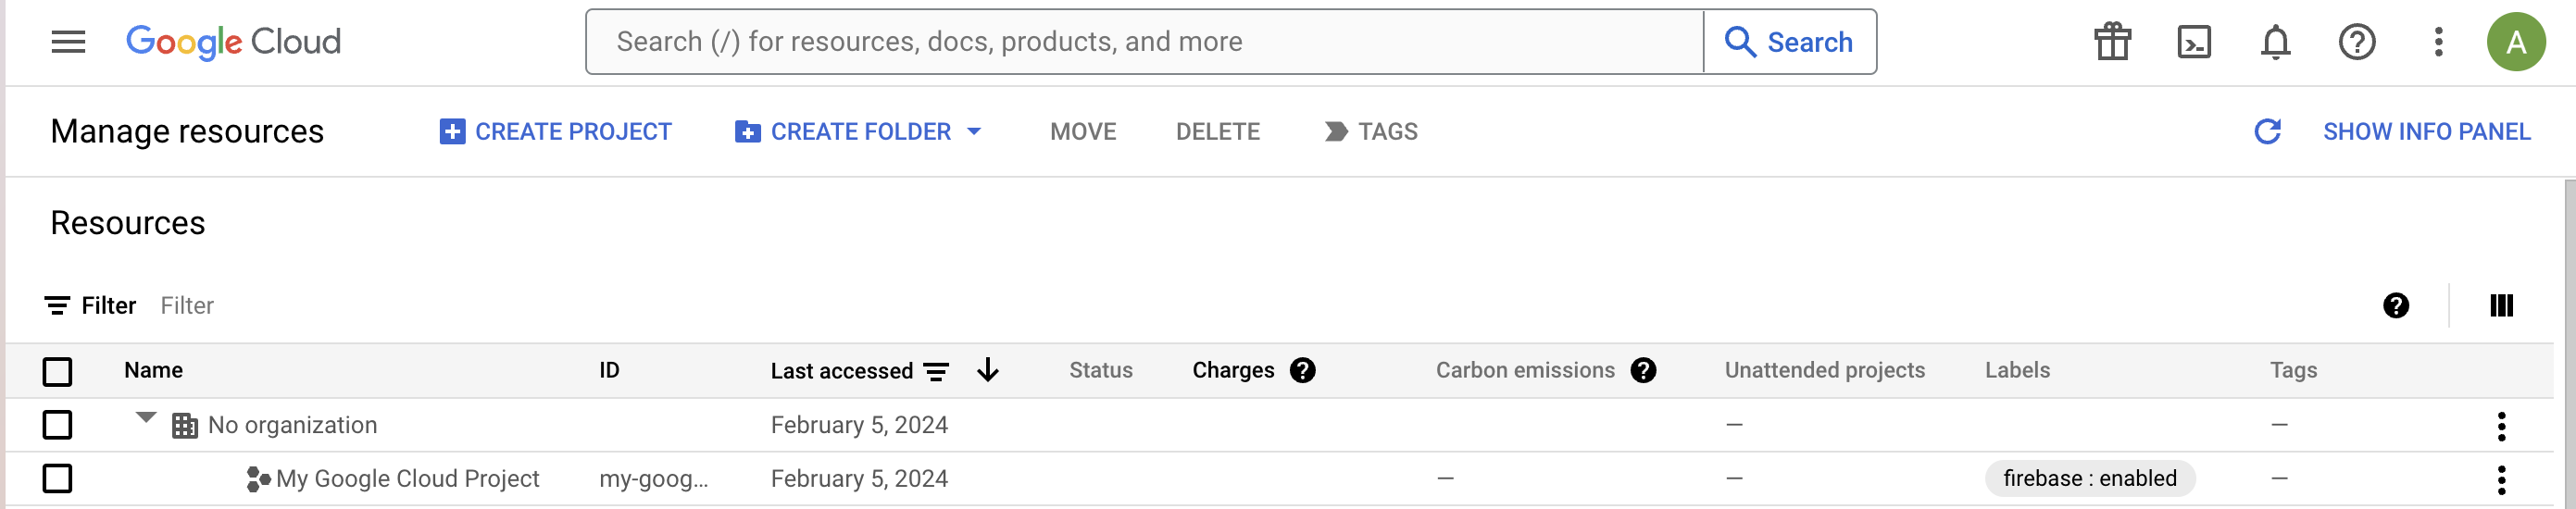 Google Cloud Search (/) for resources, docs, products, and more Search A
Manage resources CREATE PROJECT CREATE FOLDER MOVE DELETE TAGS SHOW INFO PANEL
Resources
Filter Filter
Name ID Last accessed Status Charges Carbon emissions Unattended projects Labels Tags
No organization February 5, 2024 — —
My Google Cloud Project my-goog... February 5, 2024 — — firebase : enabled —